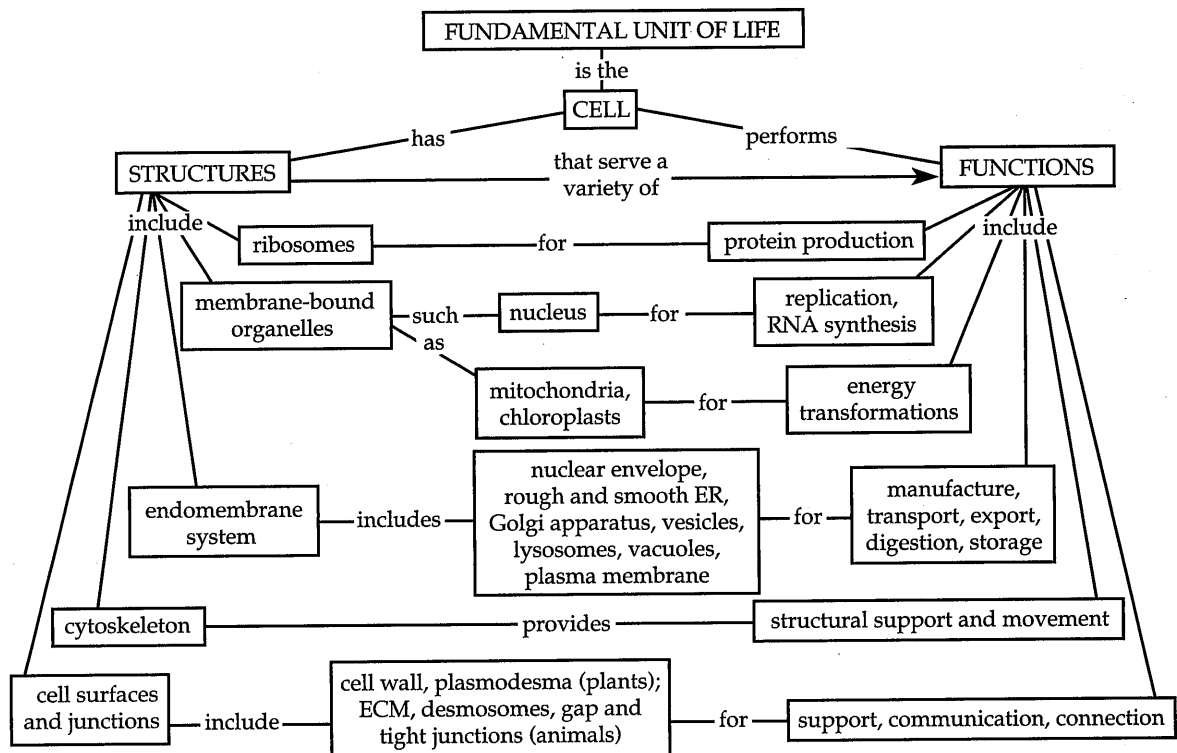 FUNDAMENTAL UNIT OF LIFE
is the
CELL
has
performs
STRUCTURES
that serve a
variety of
FUNCTIONS
include
include
ribosomes
for
protein production
membrane-bound
organelles
such
as
nucleus
for
replication,
RNA synthesis
mitochondria,
chloroplasts
for
energy
transformations
endomembrane
system
includes
nuclear envelope,
rough and smooth ER,
Golgi apparatus, vesicles,
lysosomes, vacuoles,
plasma membrane
for
manufacture,
transport, export,
digestion, storage
cytoskeleton
provides
structural support and movement
cell surfaces
and junctions
include
cell wall, plasmodesma (plants);
ECM, desmosomes, gap and
tight junctions (animals)
for
support, communication, connection